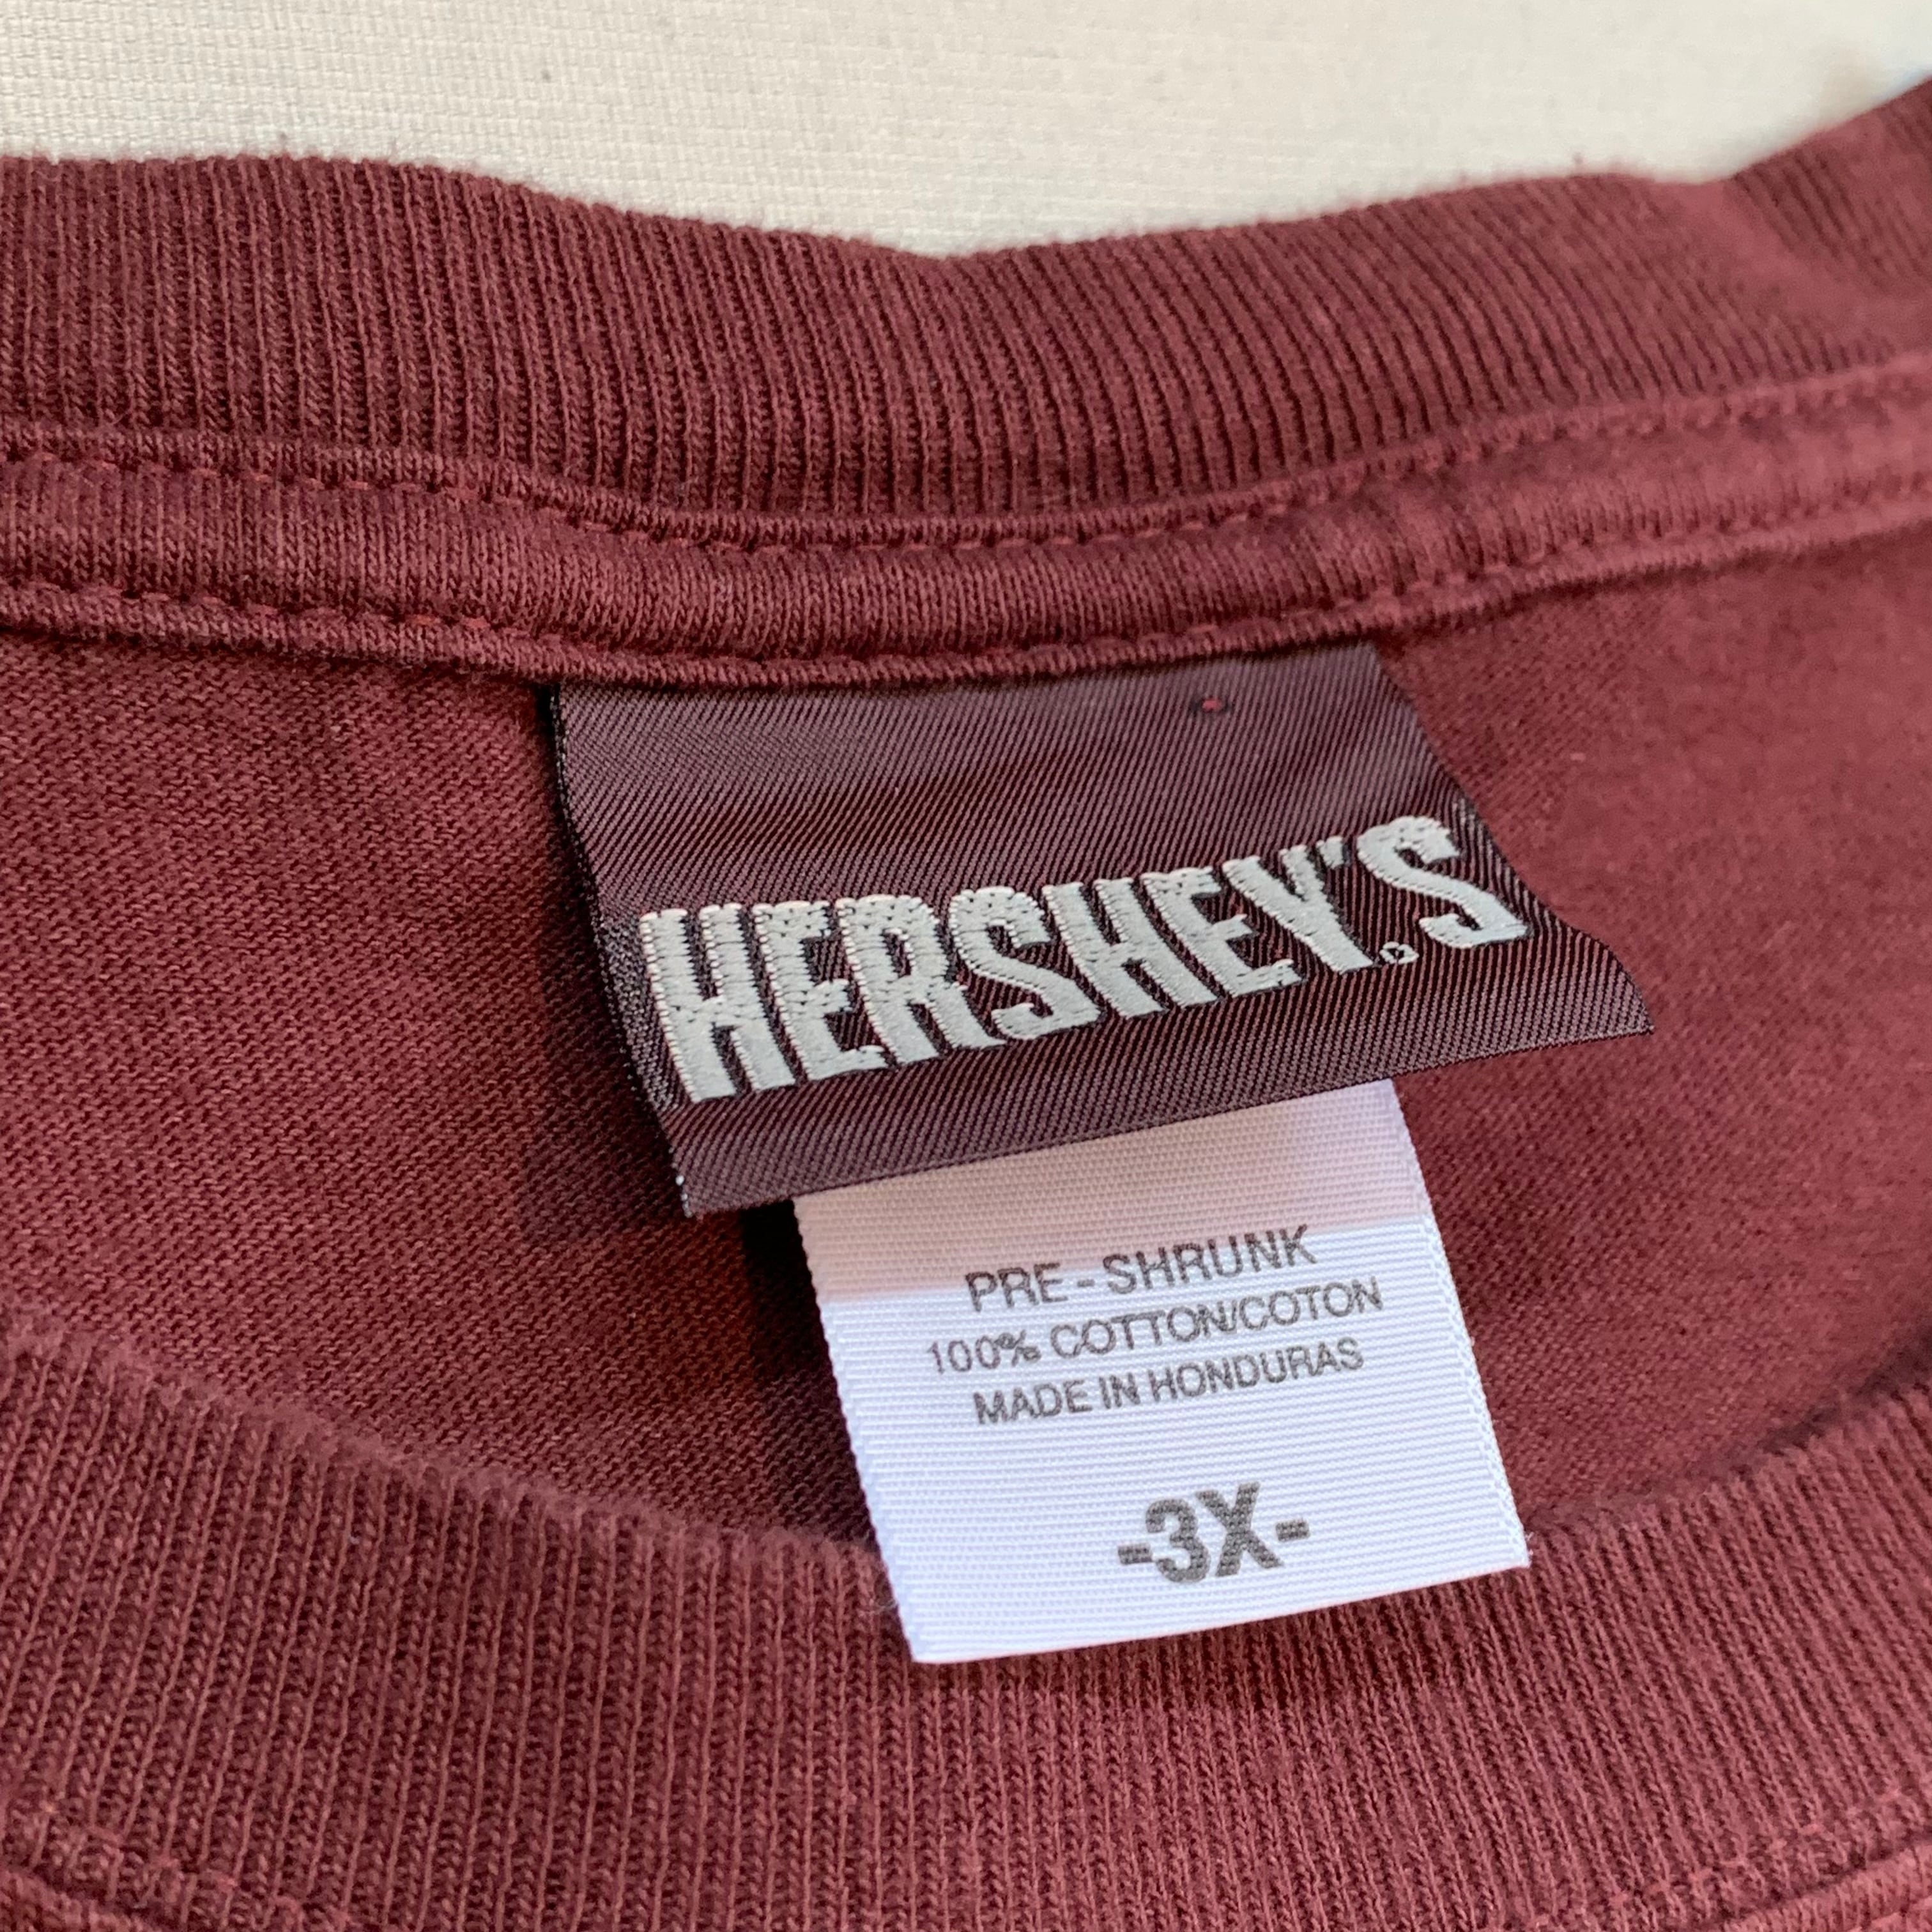 HERSHEY'S
PRE-SHRUNK
100% COTTON/COTON
MADE IN HONDURAS
-3X-